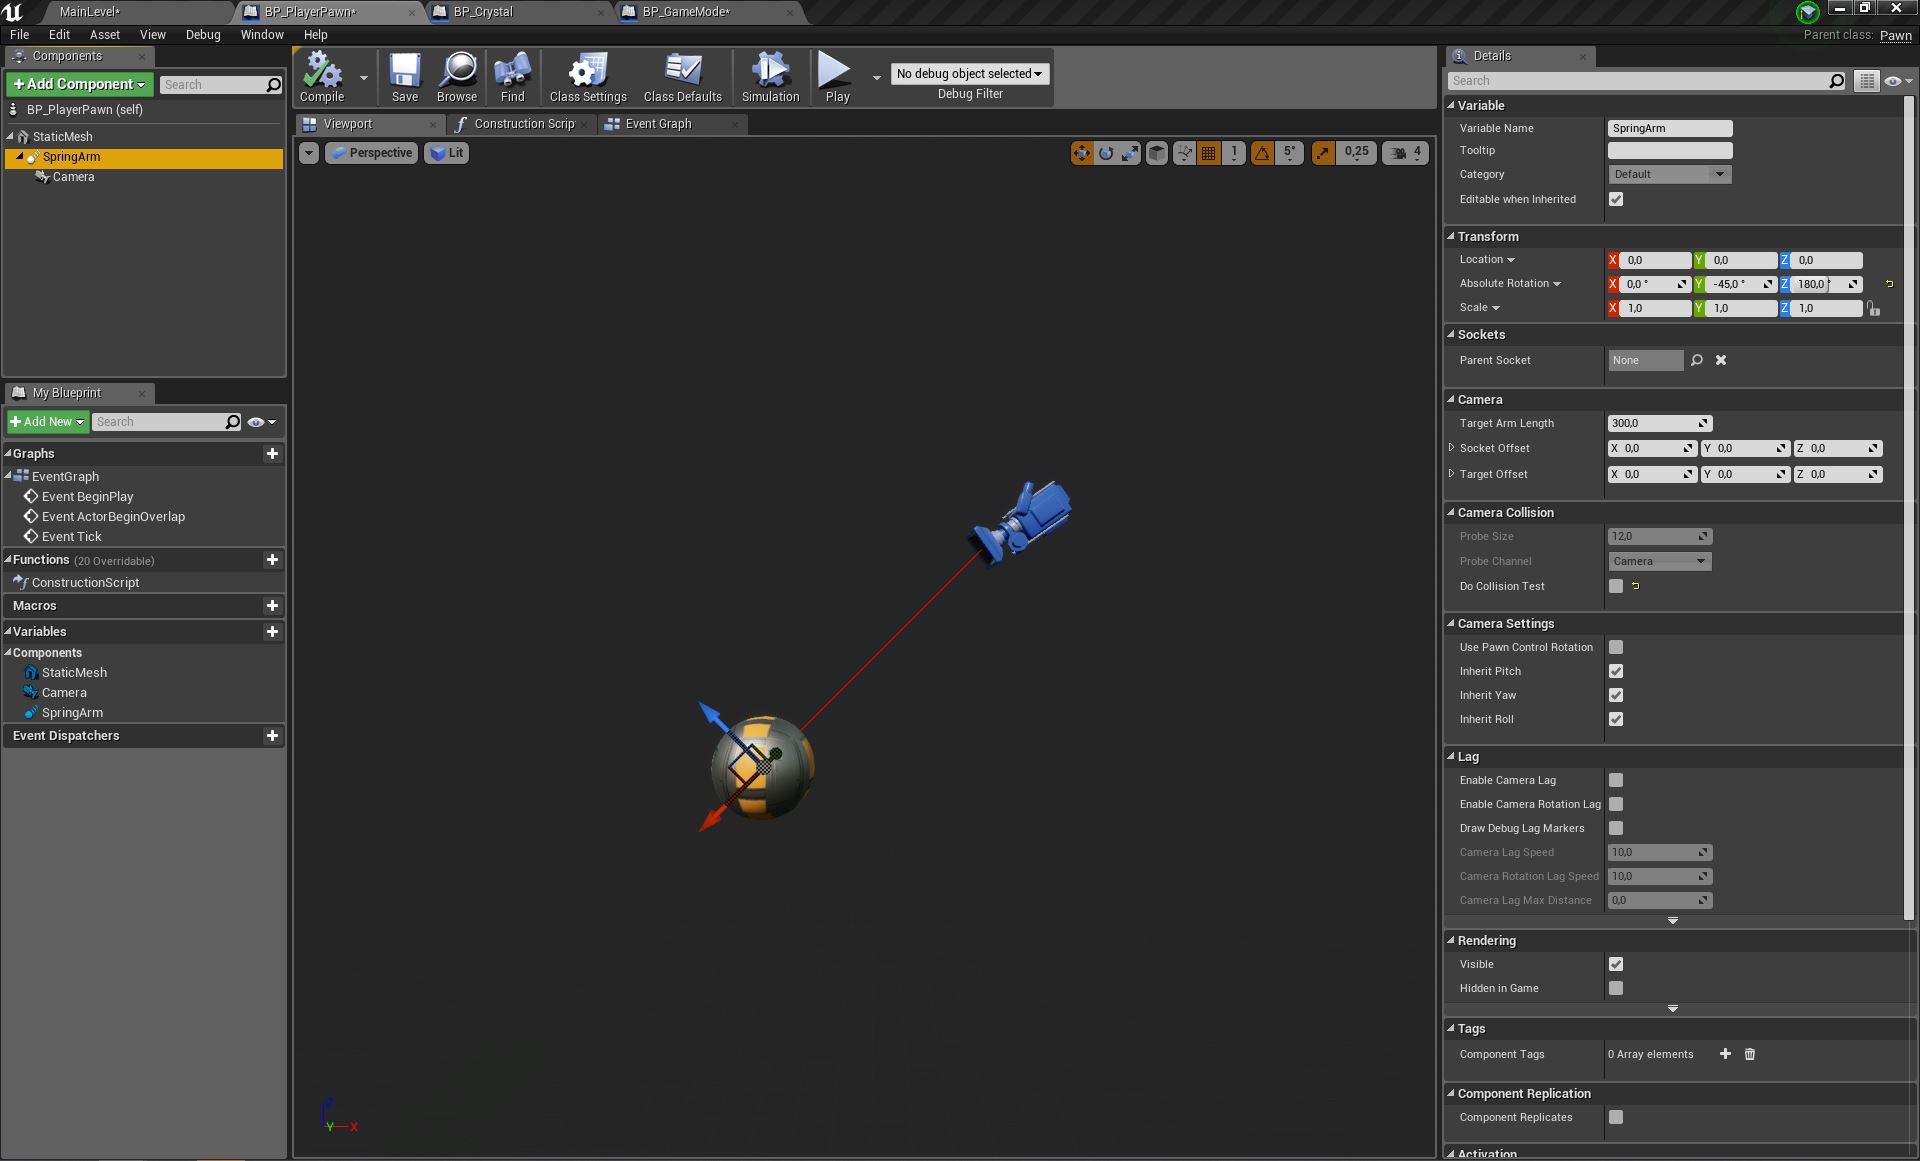 MainLevel*
BP_PlayerPawn*
BP_Crystal
BP_GameMode*
File Edit Asset View Debug Window Help
Parent class: Pawn
Components
+Add Component
Search
BP_PlayerPawn (self)
StaticMesh
SpringArm
Camera
My Blueprint
+Add New
Search
Graphs
EventGraph
Event BeginPlay
Event ActorBeginOverlap
Event Tick
Functions (20 Overridable)
ConstructionScript
Macros
Variables
Components
StaticMesh
Camera
SpringArm
Event Dispatchers
Compile
Save
Browse
Find
Class Settings
Class Defaults
Simulation
Play
No debug object selected
Debug Filter
Viewport
Construction Scrip
Event Graph
Perspective
Lit
1
5°
0,25
4
Z
Y X
Details
Search
Variable
Variable Name SpringArm
Tooltip
Category Default
Editable when Inherited
Transform
Location X 0,0 Y 0,0 Z 0,0
Absolute Rotation X 0,0 ° Y -45,0 ° Z 180,0 °
Scale X 1,0 Y 1,0 Z 1,0
Sockets
Parent Socket None
Camera
Target Arm Length 300,0
Socket Offset X 0,0 Y 0,0 Z 0,0
Target Offset X 0,0 Y 0,0 Z 0,0
Camera Collision
Probe Size 12,0
Probe Channel Camera
Do Collision Test
Camera Settings
Use Pawn Control Rotation
Inherit Pitch
Inherit Yaw
Inherit Roll
Lag
Enable Camera Lag
Enable Camera Rotation Lag
Draw Debug Lag Markers
Camera Lag Speed 10,0
Camera Rotation Lag Speed 10,0
Camera Lag Max Distance 0,0
Rendering
Visible
Hidden in Game
Tags
Component Tags 0 Array elements
Component Replication
Component Replicates
Activation